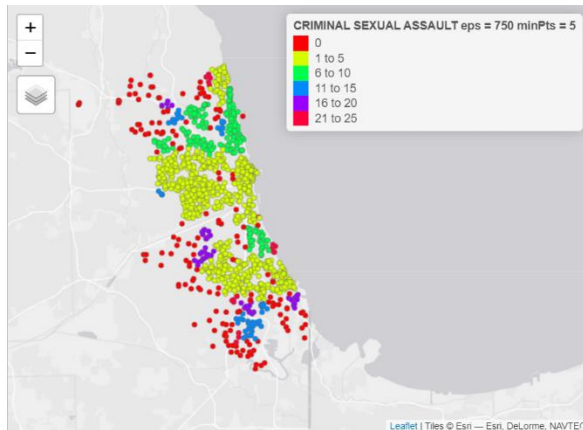 +
−
CRIMINAL SEXUAL ASSAULT eps = 750 minPts = 5
0
1 to 5
6 to 10
11 to 15
16 to 20
21 to 25
Leaflet | Tiles © Esri — Esri, DeLorme, NAVTE